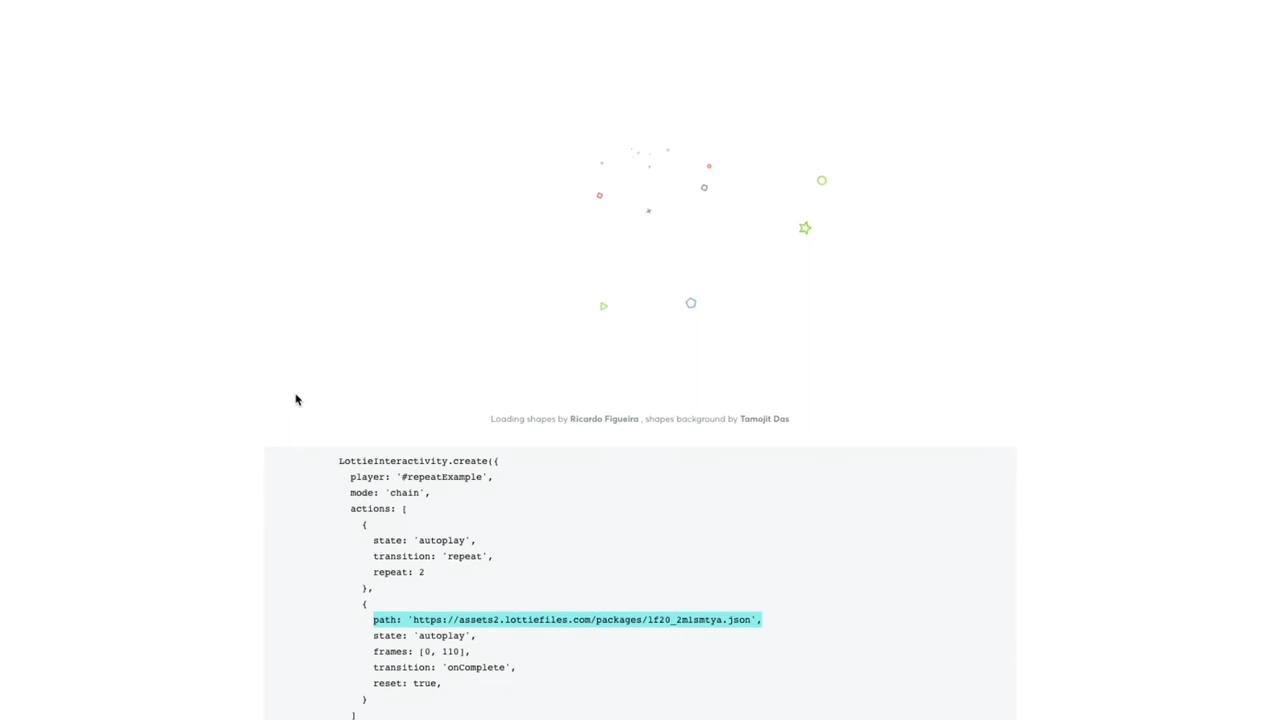 Loading shapes by Ricardo Figueira , shapes background by Tamojit Das
LottieInteractivity.create({
player: '#repeatExample',
mode: 'chain',
actions: [
{
state: 'autoplay',
transition: 'repeat',
repeat: 2
},
{
path: 'https://assets2.lottiefiles.com/packages/lf20_2m1smtya.json',
state: 'autoplay',
frames: [0, 110],
transition: 'onComplete',
reset: true,
}
]